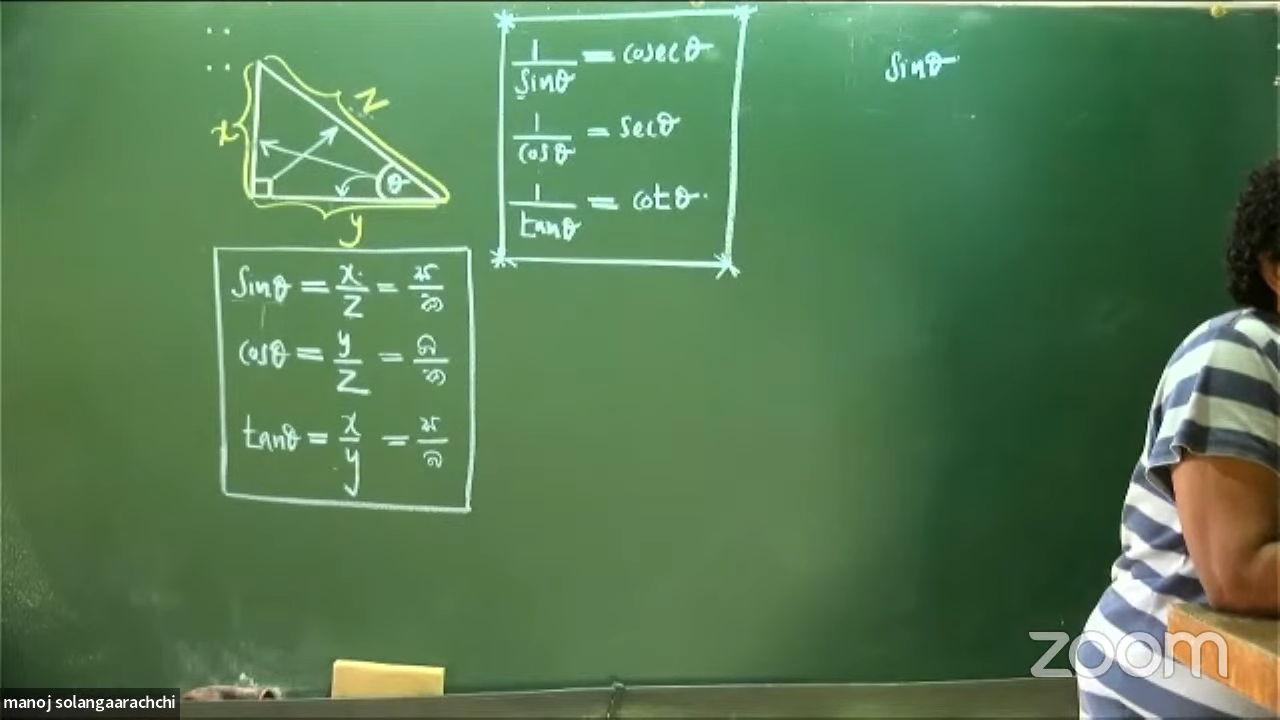 x
Z
θ
y
1/sinθ = cosecθ
1/cosθ = secθ
1/tanθ = cotθ
sinθ
sinθ = x/Z = ස/ක
cosθ = y/Z = බ/ක
tanθ = x/y = ස/බ
zoom
manoj solangaarachchi